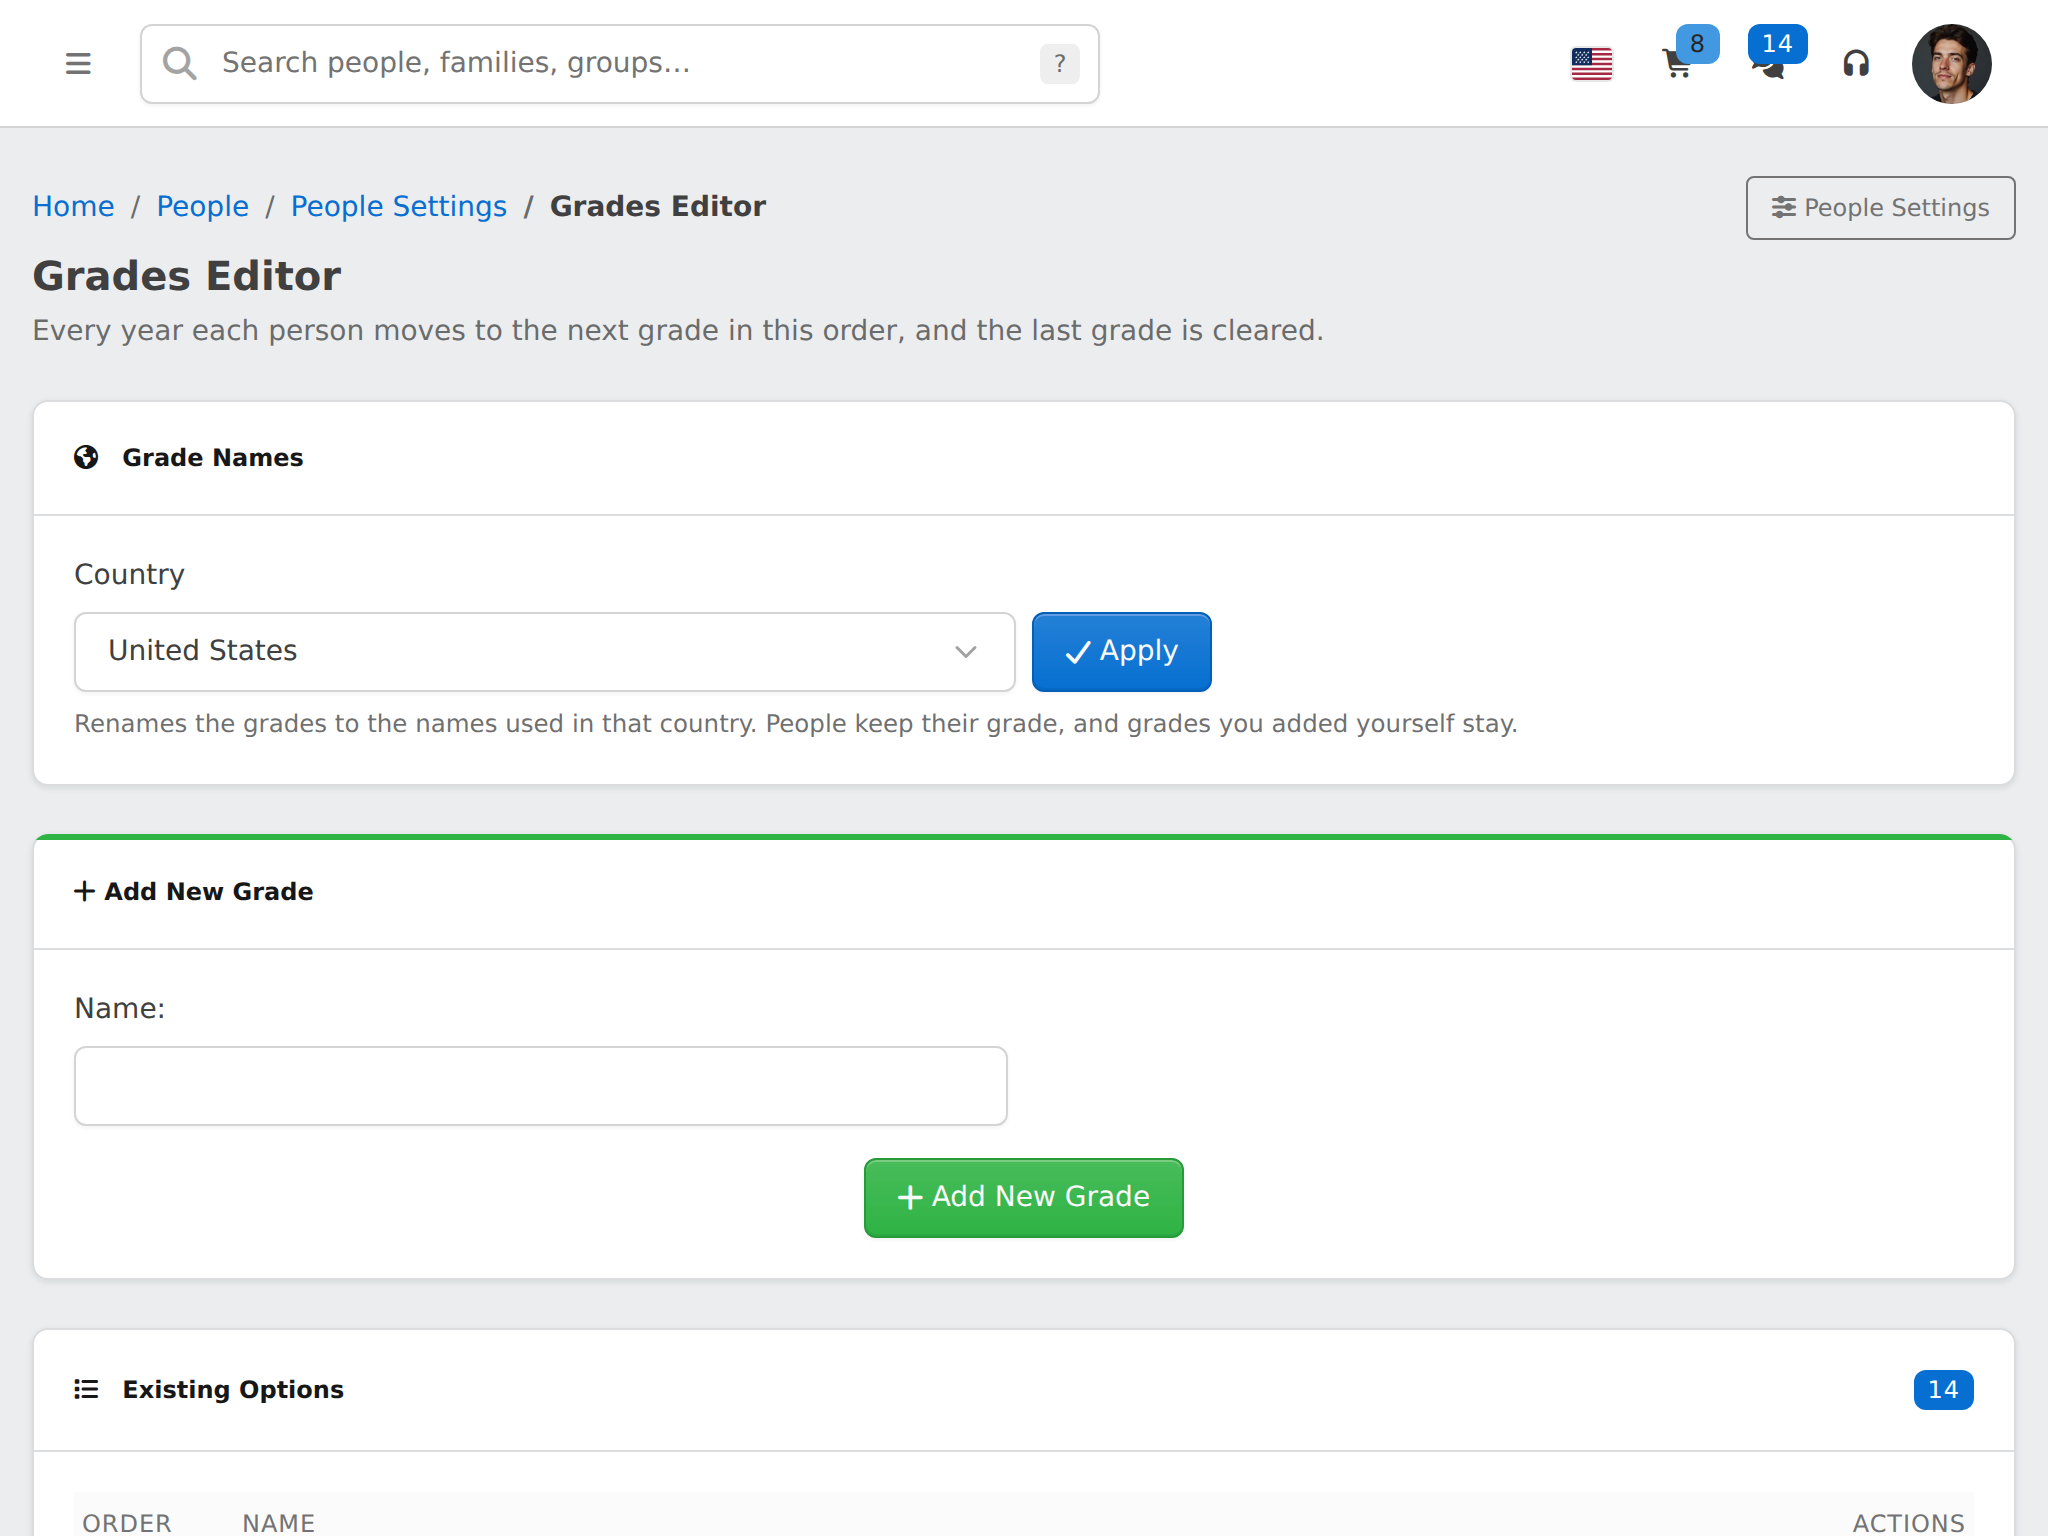 Search people, families, groups...
?
8
14
Home / People / People Settings / Grades Editor
People Settings
Grades Editor
Every year each person moves to the next grade in this order, and the last grade is cleared.
Grade Names
Country
United States
Apply
Renames the grades to the names used in that country. People keep their grade, and grades you added yourself stay.
Add New Grade
Name:
Add New Grade
Existing Options
14
ORDER NAME ACTIONS